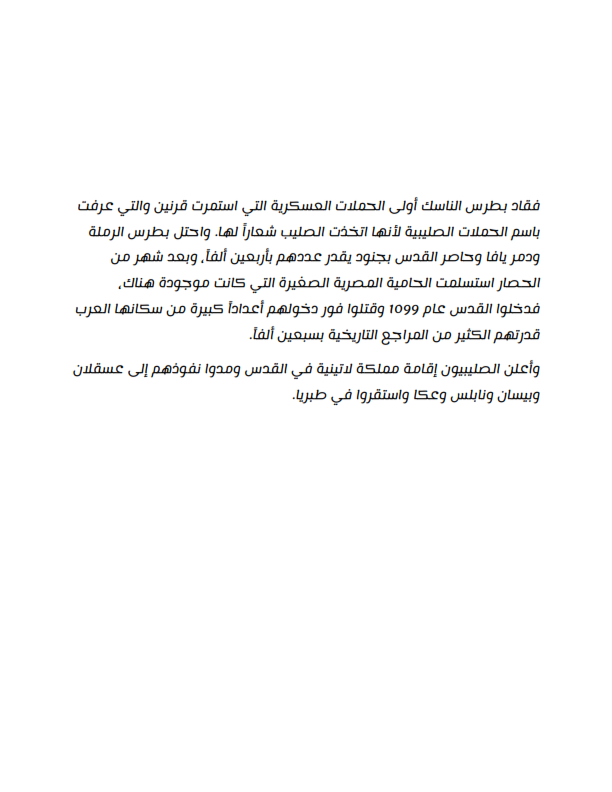 فقاد بطرس الناسك أولى الحملات العسكرية التي استمرت قرنين والتي عرفت
باسم الحملات الصليبية لأنها اتخذت الصليب شعاراً لها. واحتل بطرس الرملة
ودمر يافا وحاصر القدس بجنود يقدر عددهم بأربعين ألفاً، وبعد شهر من
الحصار استسلمت الحامية المصرية الصغيرة التي كانت موجودة هناك،
فدخلوا القدس عام 1099 وقتلوا فور دخولهم أعداداً كبيرة من سكانها العرب
قدرتهم الكثير من المراجع التاريخية بسبعين ألفاً.
وأعلن الصليبيون إقامة مملكة لاتينية في القدس ومدوا نفوذهم إلى عسقلان
وبيسان ونابلس وعكا واستقروا في طبريا.